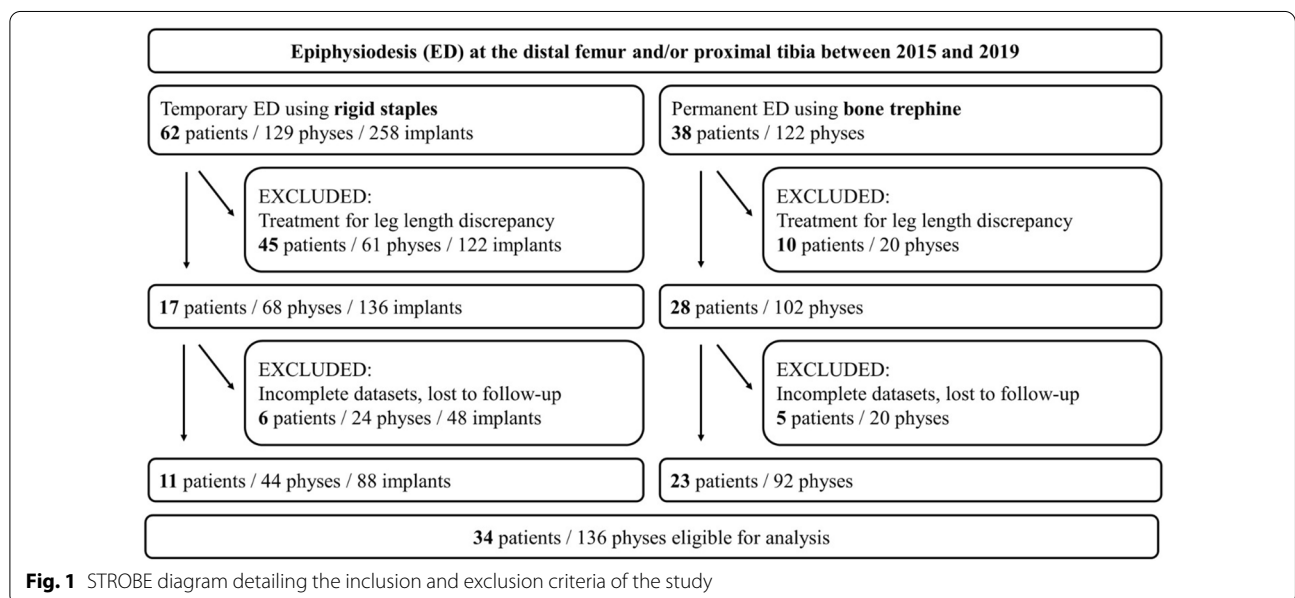 Epiphysiodesis (ED) at the distal femur and/or proximal tibia between 2015 and 2019
Temporary ED using rigid staples
62 patients / 129 physes / 258 implants
Permanent ED using bone trephine
38 patients / 122 physes
EXCLUDED:
Treatment for leg length discrepancy
45 patients / 61 physes / 122 implants
EXCLUDED:
Treatment for leg length discrepancy
10 patients / 20 physes
17 patients / 68 physes / 136 implants
28 patients / 102 physes
EXCLUDED:
Incomplete datasets, lost to follow-up
6 patients / 24 physes / 48 implants
EXCLUDED:
Incomplete datasets, lost to follow-up
5 patients / 20 physes
11 patients / 44 physes / 88 implants
23 patients / 92 physes
34 patients / 136 physes eligible for analysis
Fig. 1 STROBE diagram detailing the inclusion and exclusion criteria of the study